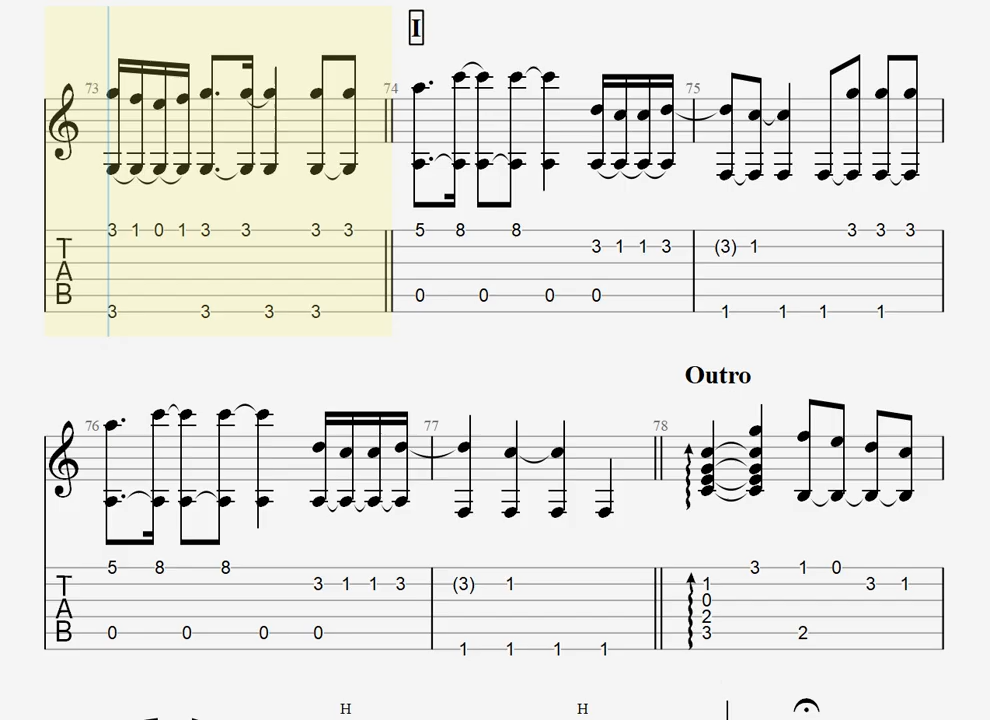 I
73 74 75
3 1 0 1 3 3 3 3 5 8 8 3 3 3
T 3 1 1 3 (3) 1
A
B 0 0 0 0
3 3 3 3 1 1 1 1
Outro
76 77 78
5 8 8 3 1 0
T 3 1 1 3 (3) 1 1 3 1
0
A 2
B 0 0 0 0 3 2
1 1 1 1
H H